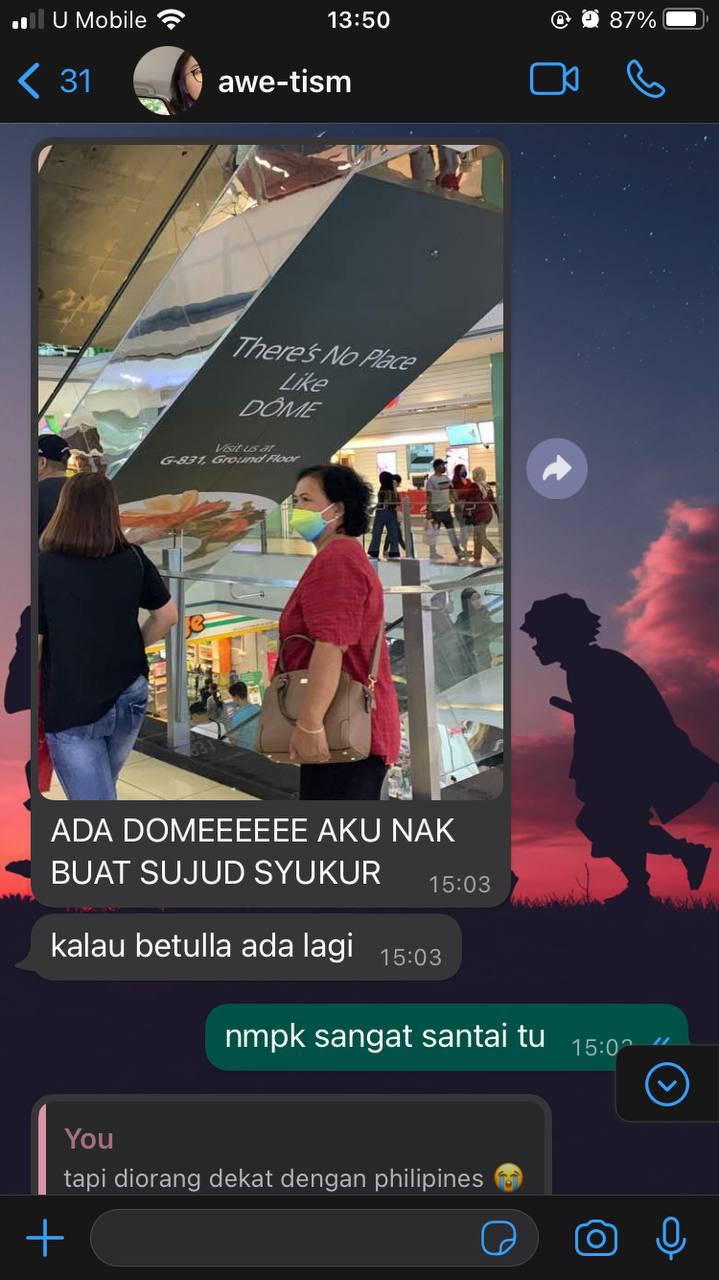 U Mobile
13:50
87%
31
awe-tism
There's No Place
Like
DÔME
Visit us at
G-831, Ground Floor
ADA DOMEEEEEE AKU NAK
BUAT SUJUD SYUKUR
15:03
kalau betulla ada lagi
15:03
nmpk sangat santai tu
You
tapi diorang dekat dengan philipines 😭